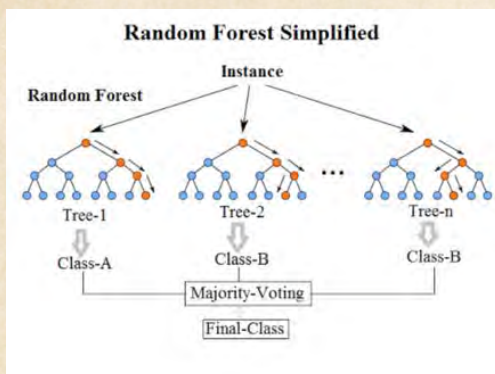 Random Forest Simplified
Instance
Random Forest
...
Tree-1
Tree-2
Tree-n
Class-A
Class-B
Class-B
Majority-Voting
Final-Class